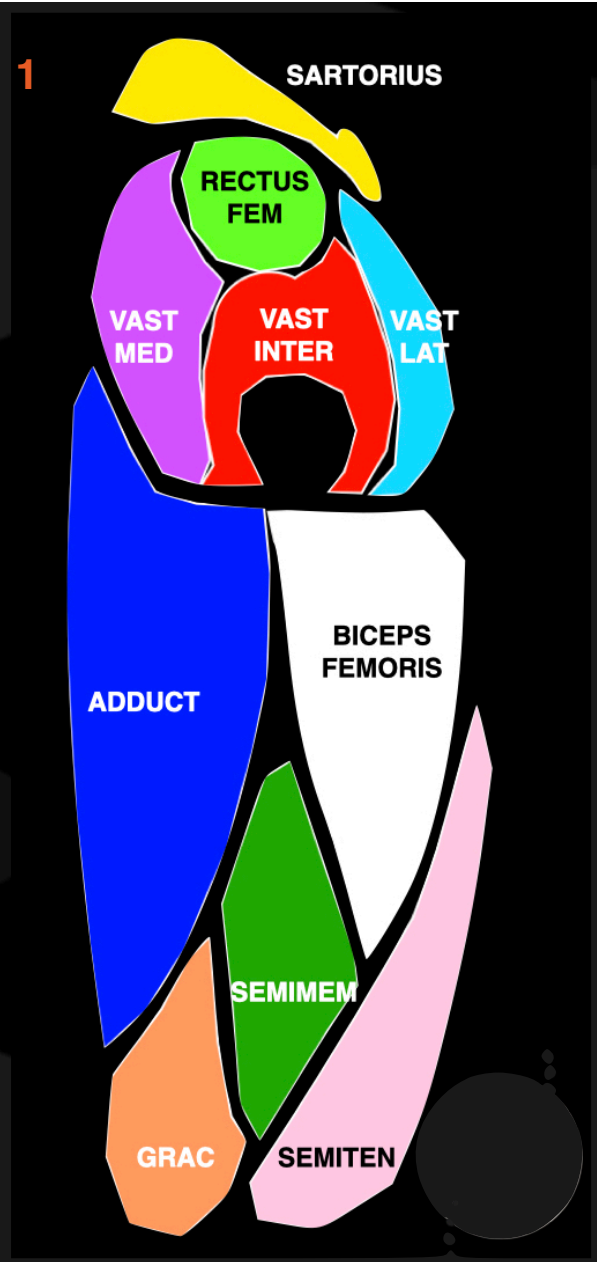 1
SARTORIUS
RECTUS
FEM
VAST
MED
VAST
INTER
VAST
LAT
BICEPS
FEMORIS
ADDUCT
SEMIMEM
GRAC
SEMITEN